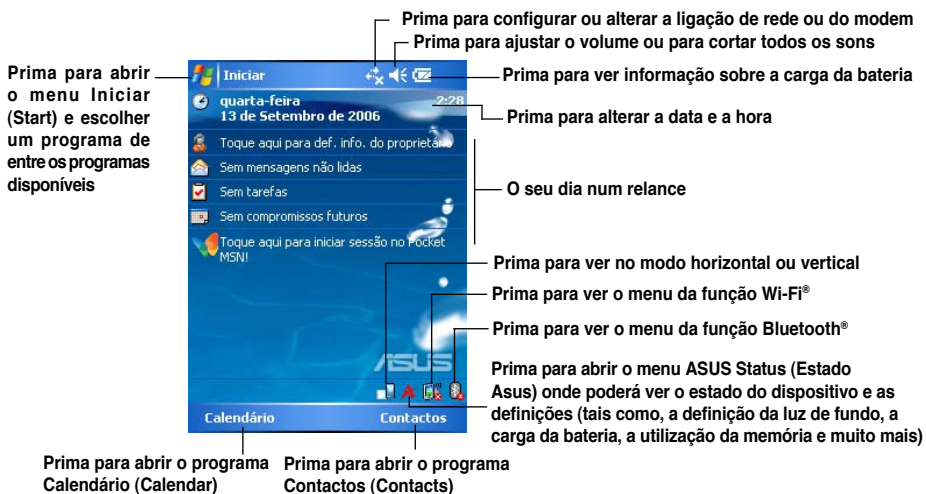 Prima para configurar ou alterar a ligação de rede ou do modem
Prima para ajustar o volume ou para cortar todos os sons
Prima para abrir
o menu Iniciar
(Start) e escolher
um programa de
entre os programas
disponíveis
Iniciar
Prima para ver informação sobre a carga da bateria
quarta-feira
2:28
13 de Setembro de 2006
Prima para alterar a data e a hora
Toque aqui para def. info. do proprietário
Sem mensagens não lidas
Sem tarefas
Sem compromissos futuros
Toque aqui para iniciar sessão no Pocket
MSN!
O seu dia num relance
Prima para ver no modo horizontal ou vertical
Prima para ver o menu da função Wi-Fi®
Prima para ver o menu da função Bluetooth®
ASUS
Prima para abrir o menu ASUS Status (Estado
Asus) onde poderá ver o estado do dispositivo e as
definições (tais como, a definição da luz de fundo, a
carga da bateria, a utilização da memória e muito mais)
Calendário
Contactos
Prima para abrir o programa
Calendário (Calendar)
Prima para abrir o programa
Contactos (Contacts)